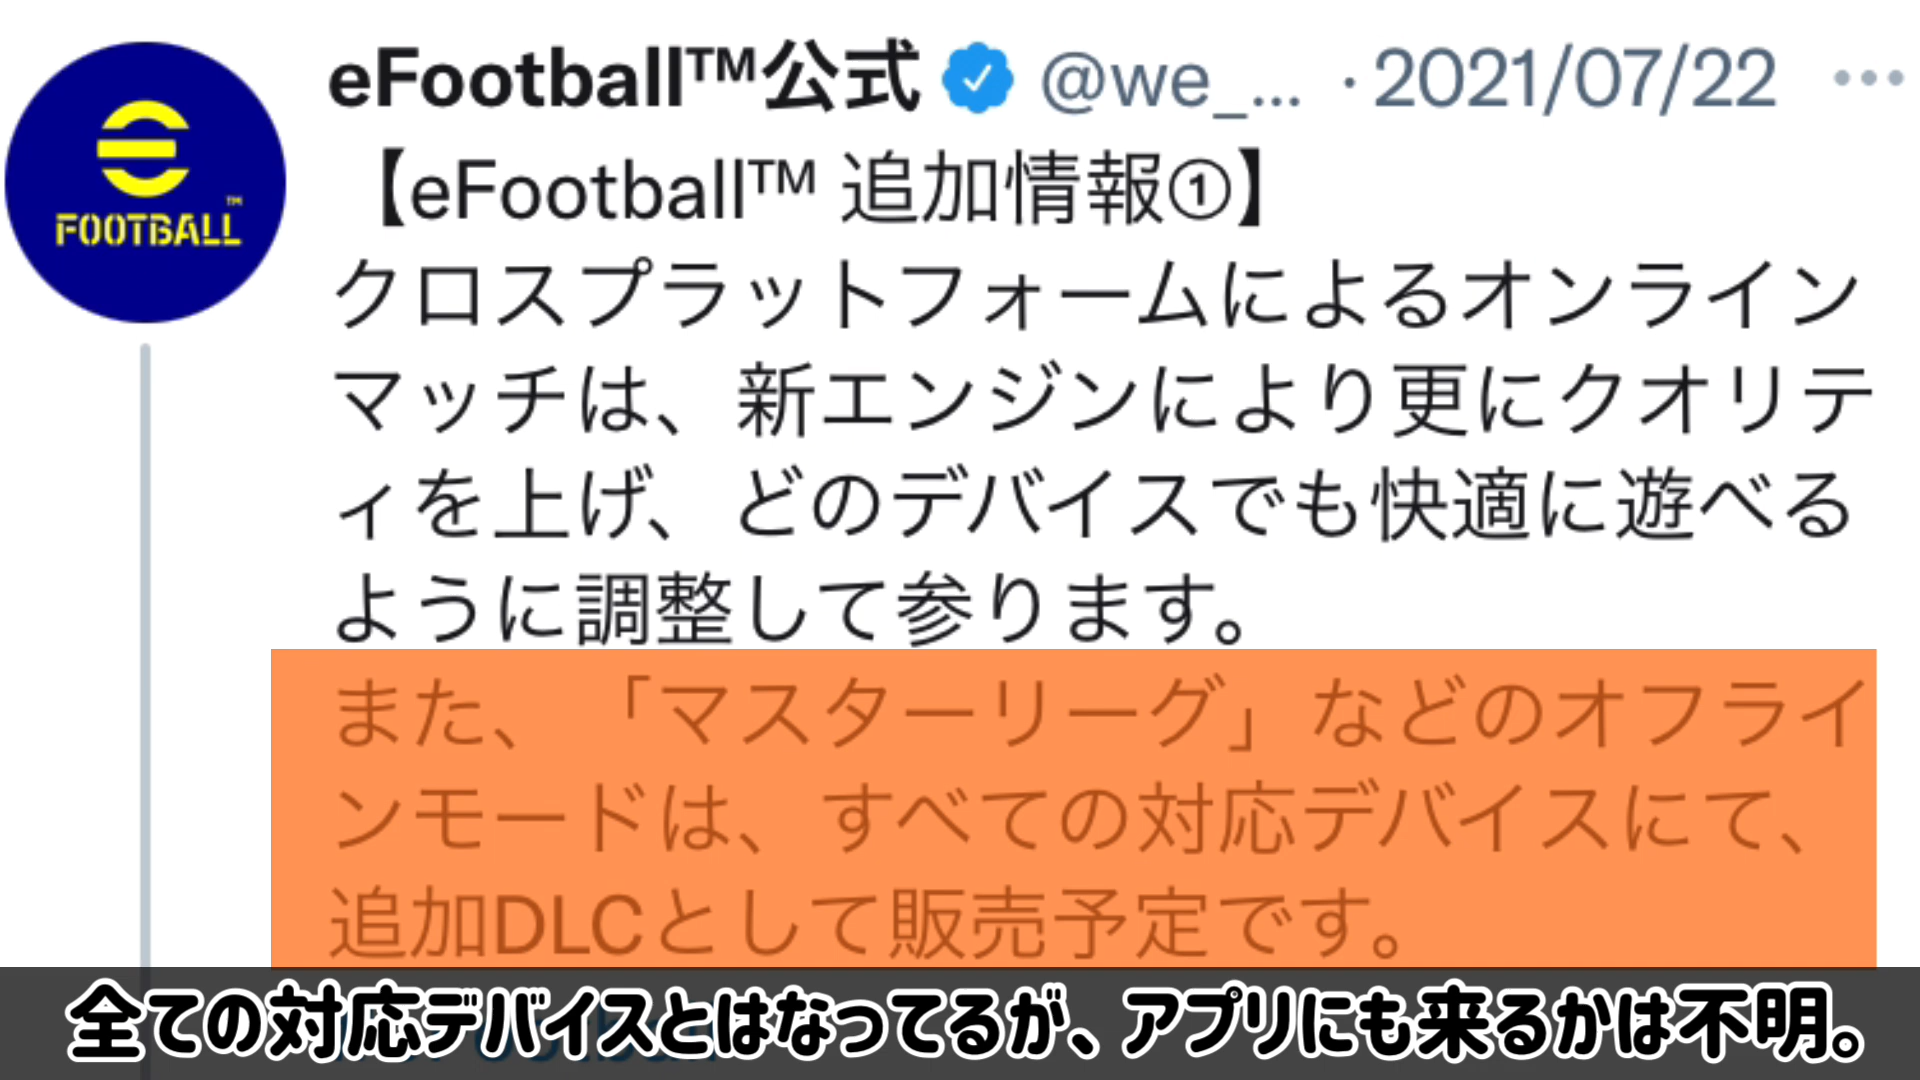 eFootball™公式 @we_... · 2021/07/22 ...
FOOTBALL™
【eFootball™ 追加情報①】
クロスプラットフォームによるオンライン
マッチは、新エンジンにより更にクオリテ
ィを上げ、どのデバイスでも快適に遊べる
ように調整して参ります。
また、「マスターリーグ」などのオフライ
ンモードは、すべての対応デバイスにて、
追加DLCとして販売予定です。
全ての対応デバイスとはなってるが、アプリにも来るかは不明。